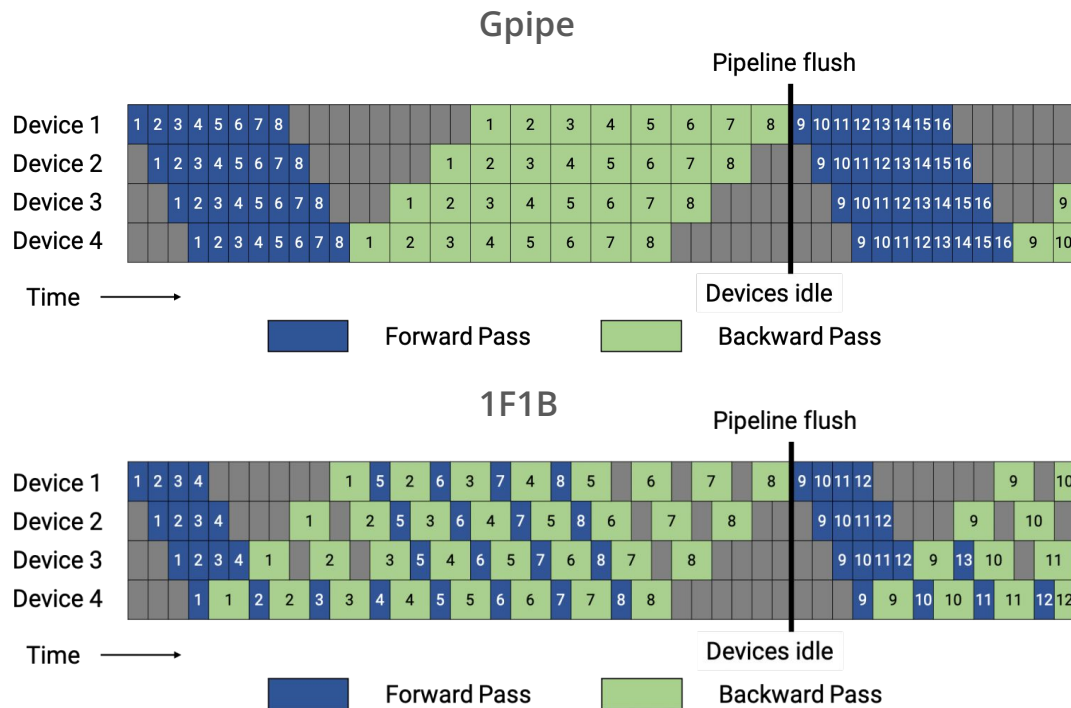 Gpipe
Pipeline flush
Device 1 1 2 3 4 5 6 7 8 1 2 3 4 5 6 7 8 9 10 11 12 13 14 15 16
Device 2 1 2 3 4 5 6 7 8 1 2 3 4 5 6 7 8 9 10 11 12 13 14 15 16
Device 3 1 2 3 4 5 6 7 8 1 2 3 4 5 6 7 8 9 10 11 12 13 14 15 16 9
Device 4 1 2 3 4 5 6 7 8 1 2 3 4 5 6 7 8 9 10 11 12 13 14 15 16 9 10
Time Devices idle
Forward Pass Backward Pass
1F1B
Pipeline flush
Device 1 1 2 3 4 1 5 2 6 3 7 4 8 5 6 7 8 9 10 11 12 9 10
Device 2 1 2 3 4 1 2 5 3 6 4 7 5 8 6 7 8 9 10 11 12 9 10
Device 3 1 2 3 4 1 2 3 5 4 6 5 7 6 8 7 8 9 10 11 12 9 13 10 11
Device 4 1 1 2 2 3 3 4 4 5 5 6 6 7 7 8 8 9 9 10 10 11 11 12 12
Time Devices idle
Forward Pass Backward Pass